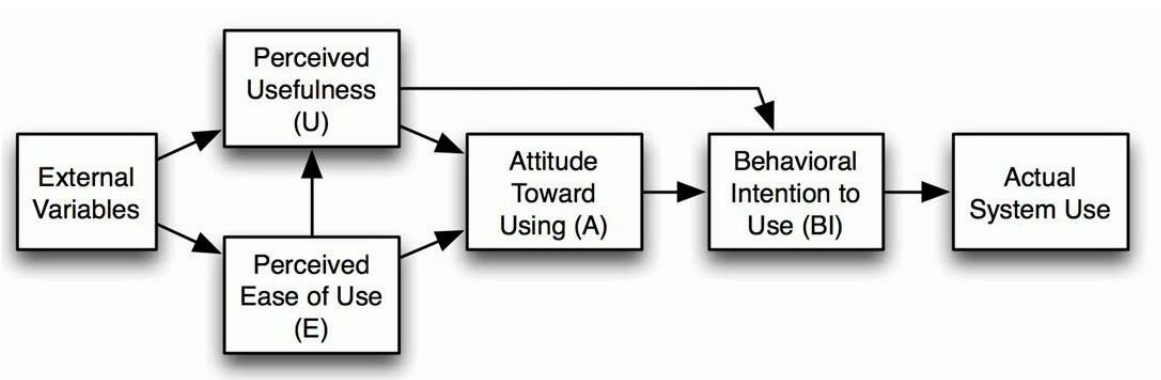 External
Variables
Perceived
Usefulness
(U)
Perceived
Ease of Use
(E)
Attitude
Toward
Using (A)
Behavioral
Intention to
Use (BI)
Actual
System Use